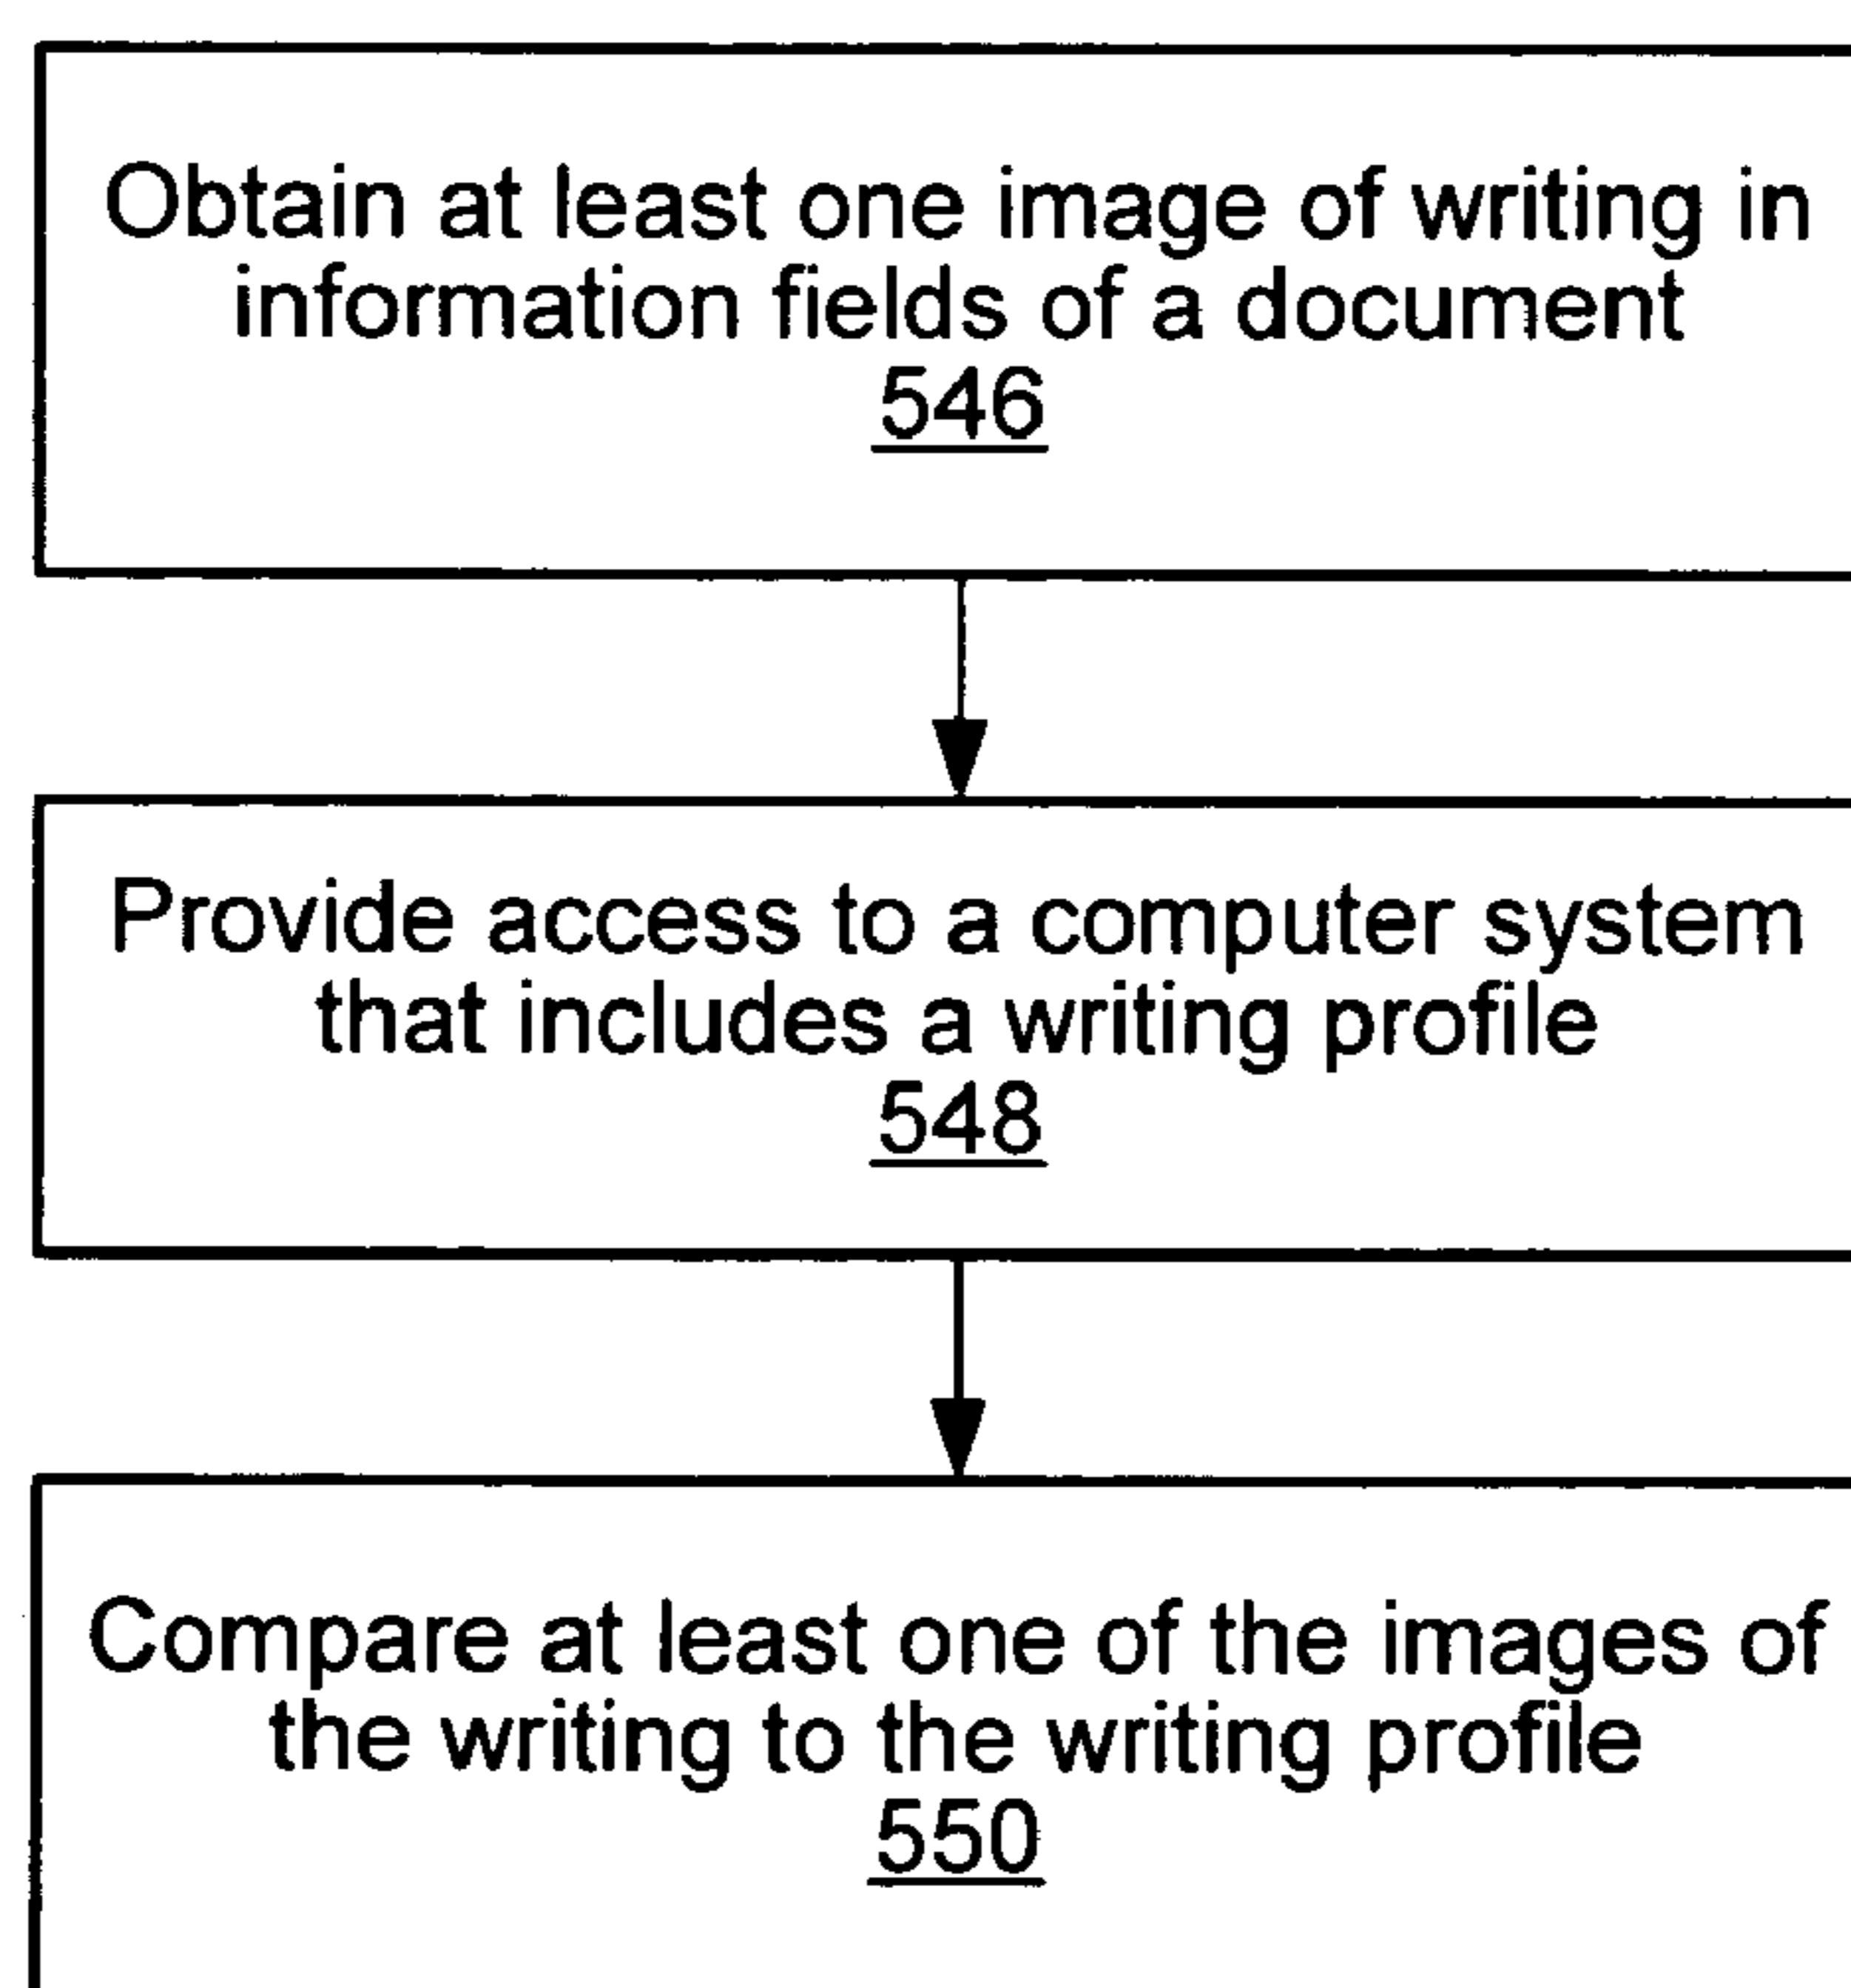 Obtain at least one image of writing in
information fields of a document
546
Provide access to a computer system
that includes a writing profile
548
Compare at least one of the images of
the writing to the writing profile
550